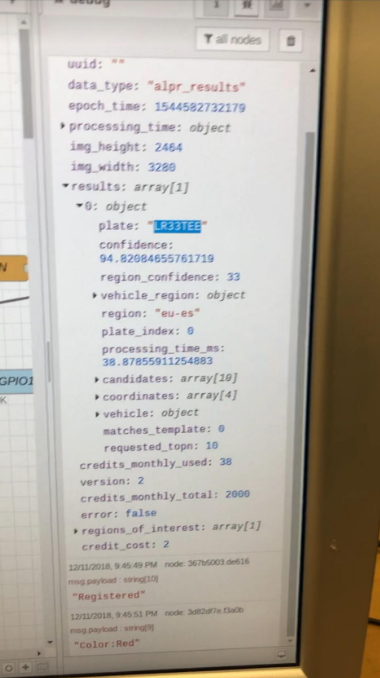 debug
i
all nodes
uuid: ""
data_type: "alpr_results"
epoch_time: 1544582732179
processing_time: object
img_height: 2464
img_width: 3280
results: array[1]
0: object
plate: "LR33TEE"
confidence:
94.82084655761719
region_confidence: 33
vehicle_region: object
region: "eu-es"
plate_index: 0
processing_time_ms:
38.87855911254883
candidates: array[10]
coordinates: array[4]
vehicle: object
matches_template: 0
requested_topn: 10
credits_monthly_used: 38
version: 2
credits_monthly_total: 2000
error: false
regions_of_interest: array[1]
credit_cost: 2
12/11/2018, 9:45:49 PM node: 367b5003.de616
msg.payload : string[10]
"Registered"
12/11/2018, 9:45:51 PM node: 3d82df7e.f3a0b
msg.payload : string[9]
"Color:Red"
N
GPIO1
K